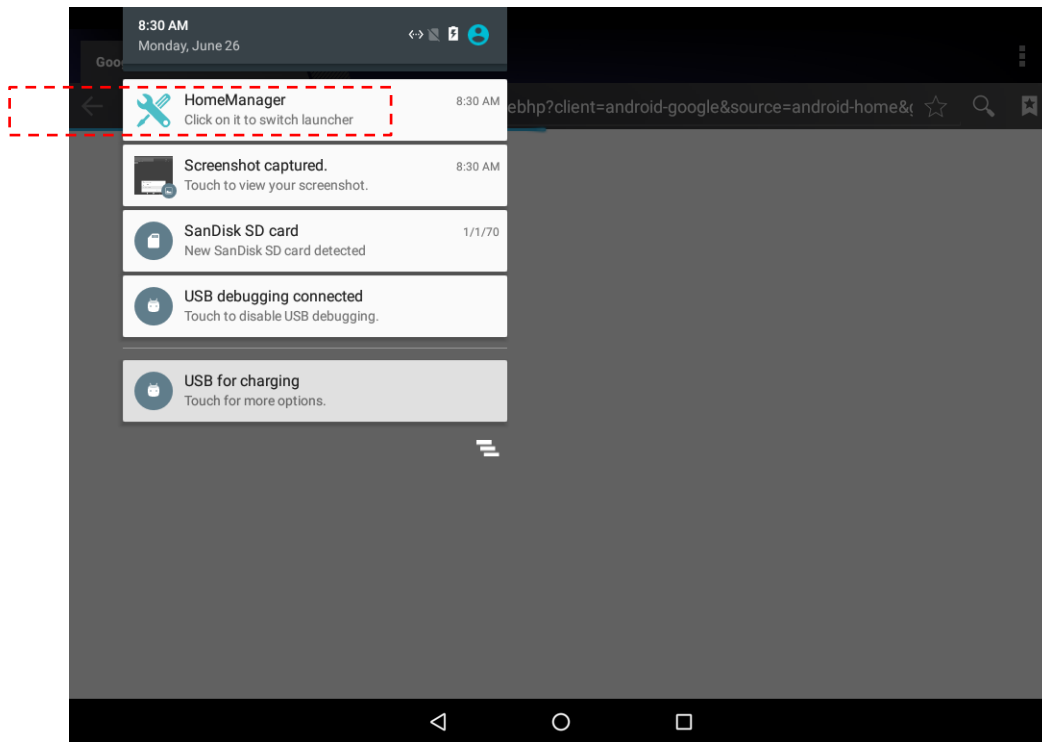 8:30 AM
Monday, June 26
Goo
HomeManager
8:30 AM
Click on it to switch launcher
ebhp?client=android-google&source=android-home&g
Screenshot captured.
8:30 AM
Touch to view your screenshot.
SanDisk SD card
1/1/70
New SanDisk SD card detected
USB debugging connected
Touch to disable USB debugging.
USB for charging
Touch for more options.